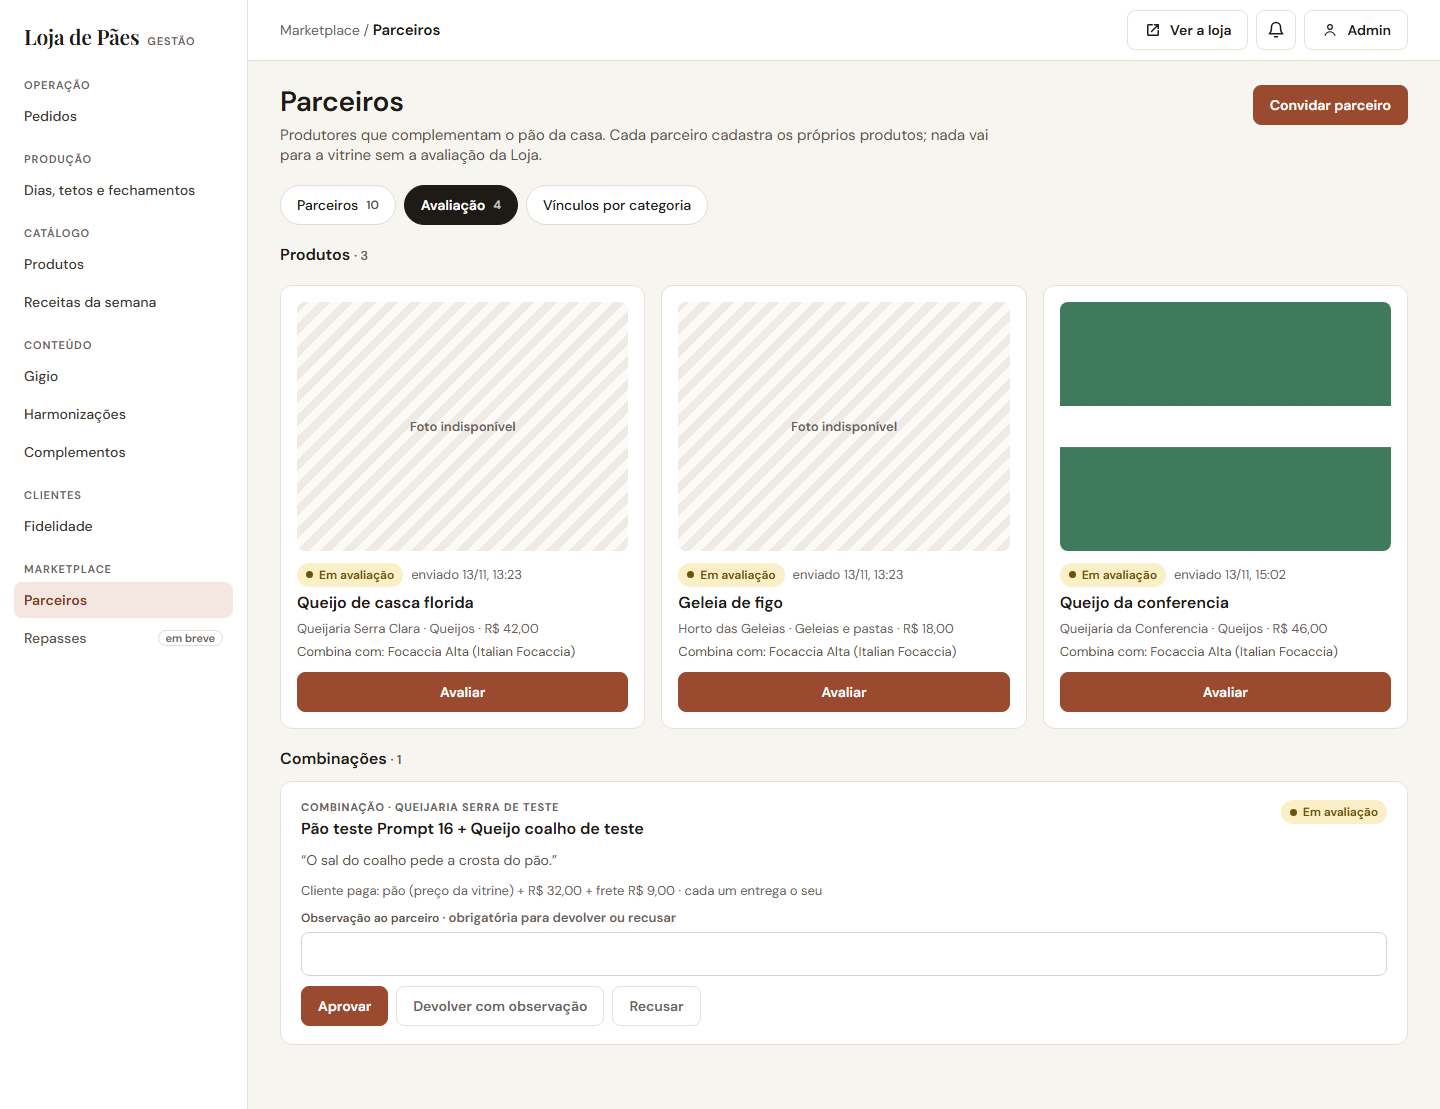 Loja de Pães GESTÃO
OPERAÇÃO
Pedidos
PRODUÇÃO
Dias, tetos e fechamentos
CATÁLOGO
Produtos
Receitas da semana
CONTEÚDO
Gigio
Harmonizações
Complementos
CLIENTES
Fidelidade
MARKETPLACE
Parceiros
Repasses em breve
Marketplace / Parceiros
Ver a loja
Admin
Parceiros
Convidar parceiro
Produtores que complementam o pão da casa. Cada parceiro cadastra os próprios produtos; nada vai
para a vitrine sem a avaliação da Loja.
Parceiros 10
Avaliação 4
Vínculos por categoria
Produtos · 3
Foto indisponível
Em avaliação enviado 13/11, 13:23
Queijo de casca florida
Queijaria Serra Clara · Queijos · R$ 42,00
Combina com: Focaccia Alta (Italian Focaccia)
Avaliar
Foto indisponível
Em avaliação enviado 13/11, 13:23
Geleia de figo
Horto das Geleias · Geleias e pastas · R$ 18,00
Combina com: Focaccia Alta (Italian Focaccia)
Avaliar
Em avaliação enviado 13/11, 15:02
Queijo da conferencia
Queijaria da Conferencia · Queijos · R$ 46,00
Combina com: Focaccia Alta (Italian Focaccia)
Avaliar
Combinações · 1
COMBINAÇÃO · QUEIJARIA SERRA DE TESTE
Em avaliação
Pão teste Prompt 16 + Queijo coalho de teste
“O sal do coalho pede a crosta do pão.”
Cliente paga: pão (preço da vitrine) + R$ 32,00 + frete R$ 9,00 · cada um entrega o seu
Observação ao parceiro · obrigatória para devolver ou recusar
Aprovar
Devolver com observação
Recusar